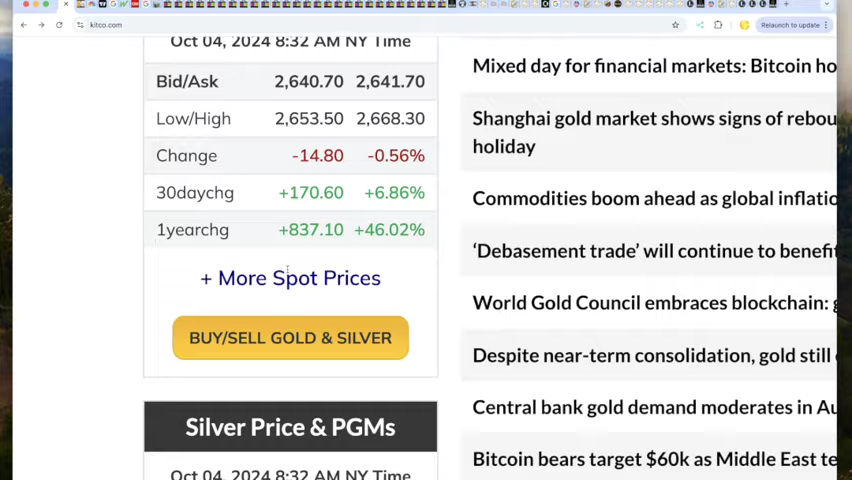 kitco.com
Relaunch to update
Oct 04, 2024 8:32 AM NY Time
Bid/Ask 2,640.70 2,641.70
Low/High 2,653.50 2,668.30
Change -14.80 -0.56%
30daychg +170.60 +6.86%
1yearchg +837.10 +46.02%
+ More Spot Prices
BUY/SELL GOLD & SILVER
Silver Price & PGMs
Oct 04, 2024 8:32 AM NY Time
Mixed day for financial markets: Bitcoin ho
Shanghai gold market shows signs of rebou
holiday
Commodities boom ahead as global inflatio
‘Debasement trade’ will continue to benefit
World Gold Council embraces blockchain: g
Despite near-term consolidation, gold still
Central bank gold demand moderates in Au
Bitcoin bears target $60k as Middle East te